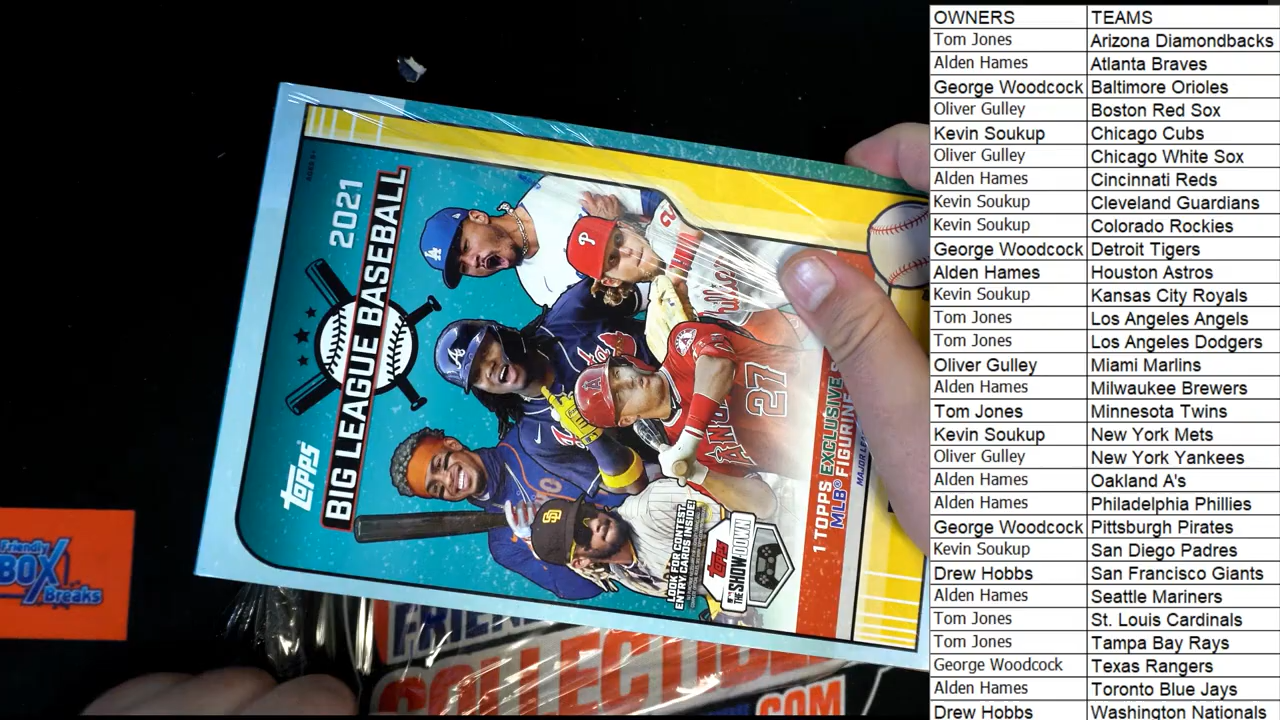 OWNERS TEAMS
Tom Jones Arizona Diamondbacks
Alden Hames Atlanta Braves
George Woodcock Baltimore Orioles
Oliver Gulley Boston Red Sox
Kevin Soukup Chicago Cubs
Oliver Gulley Chicago White Sox
Alden Hames Cincinnati Reds
Kevin Soukup Cleveland Guardians
Kevin Soukup Colorado Rockies
George Woodcock Detroit Tigers
Alden Hames Houston Astros
Kevin Soukup Kansas City Royals
Tom Jones Los Angeles Angels
Tom Jones Los Angeles Dodgers
Oliver Gulley Miami Marlins
Alden Hames Milwaukee Brewers
Tom Jones Minnesota Twins
Kevin Soukup New York Mets
Oliver Gulley New York Yankees
Alden Hames Oakland A's
Alden Hames Philadelphia Phillies
George Woodcock Pittsburgh Pirates
Kevin Soukup San Diego Padres
Drew Hobbs San Francisco Giants
Alden Hames Seattle Mariners
Tom Jones St. Louis Cardinals
Tom Jones Tampa Bay Rays
George Woodcock Texas Rangers
Alden Hames Toronto Blue Jays
Drew Hobbs Washington Nationals
topps
2021
BIG LEAGUE BASEBALL
LA
P
A
A
27
SD
LOOK FOR CONTEST
ENTRY CARDS INSIDE!
topps
MLB THE SHOW DOWN
1 TOPPS EXCLUSIVE
MLB® FIGURINE
Friendly
BOX
Breaks
COLLECTI
.COM